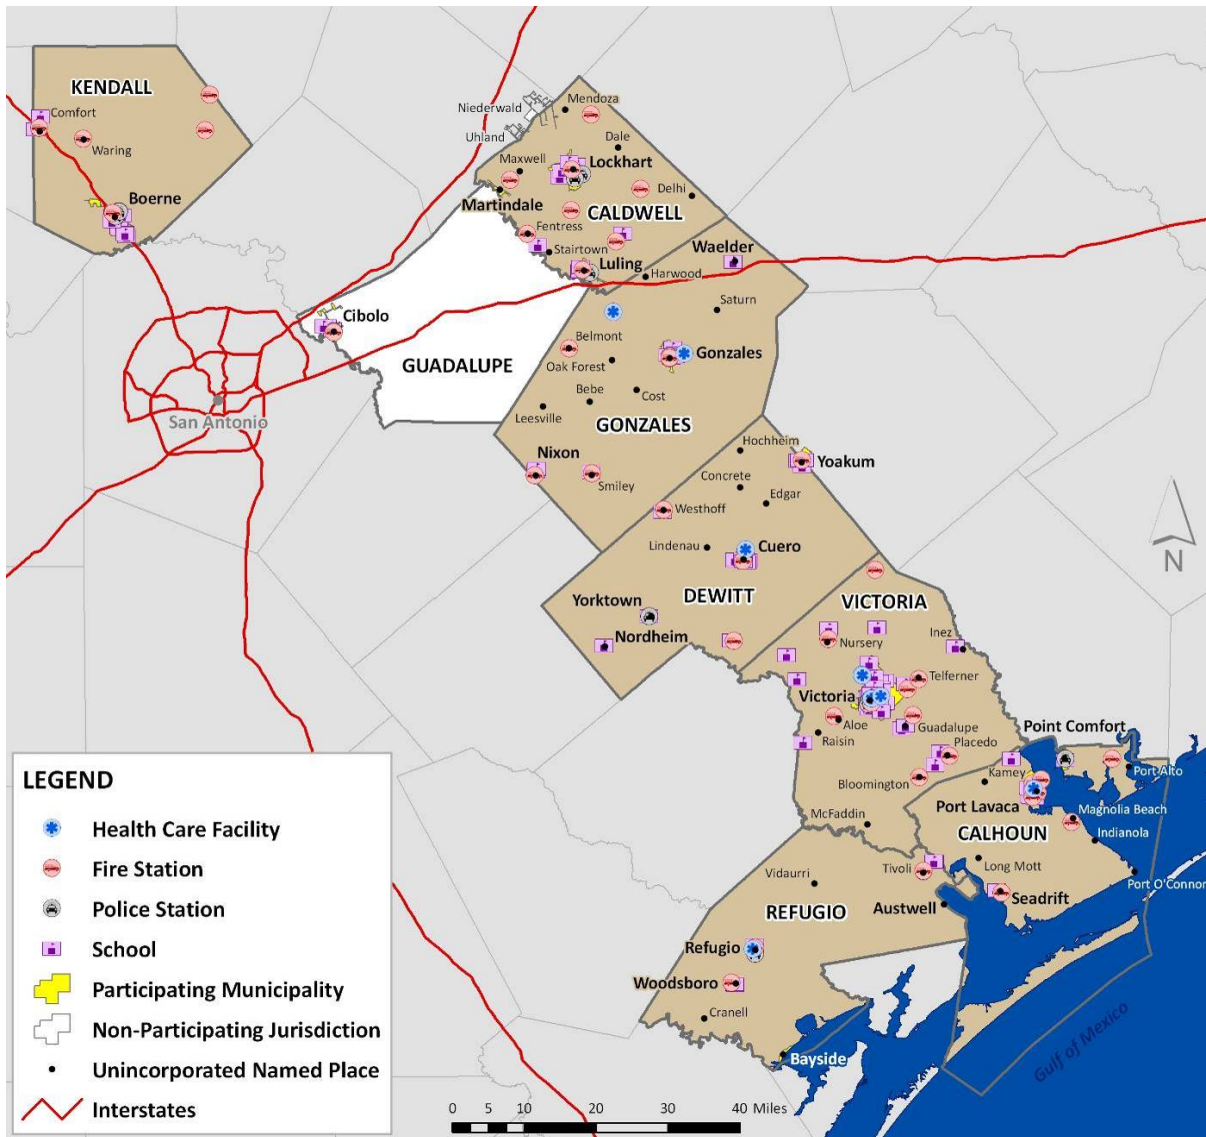 KENDALL
Comfort
Waring
Boerne
Niederwald
Mendoza
Uhland
Dale
Maxwell
Lockhart
Delhi
Martindale
CALDWELL
Fentress
Stairtown
Waelder
Luling
Harwood
Saturn
Cibolo
GUADALUPE
Belmont
Gonzales
Oak Forest
Bebe
Cost
Leesville
San Antonio
GONZALES
Nixon
Smiley
Hochheim
Yoakum
Concrete
Edgar
Westhoff
Lindenau
Cuero
DEWITT
Yorktown
Nordheim
VICTORIA
Nursery
Inez
Telferner
Victoria
Aloe
Guadalupe
Raisin
Placedo
Point Comfort
Bloomington
Kamey
Port Alto
Port Lavaca
Magnolia Beach
McFaddin
CALHOUN
Indianola
Tivoli
Long Mott
Vidaurri
Port O'Connor
Seadrift
Austwell
REFUGIO
Refugio
Woodsboro
Cranell
Bayside
Gulf of Mexico
N
LEGEND
Health Care Facility
Fire Station
Police Station
School
Participating Municipality
Non-Participating Jurisdiction
Unincorporated Named Place
Interstates
0 5 10 20 30 40 Miles